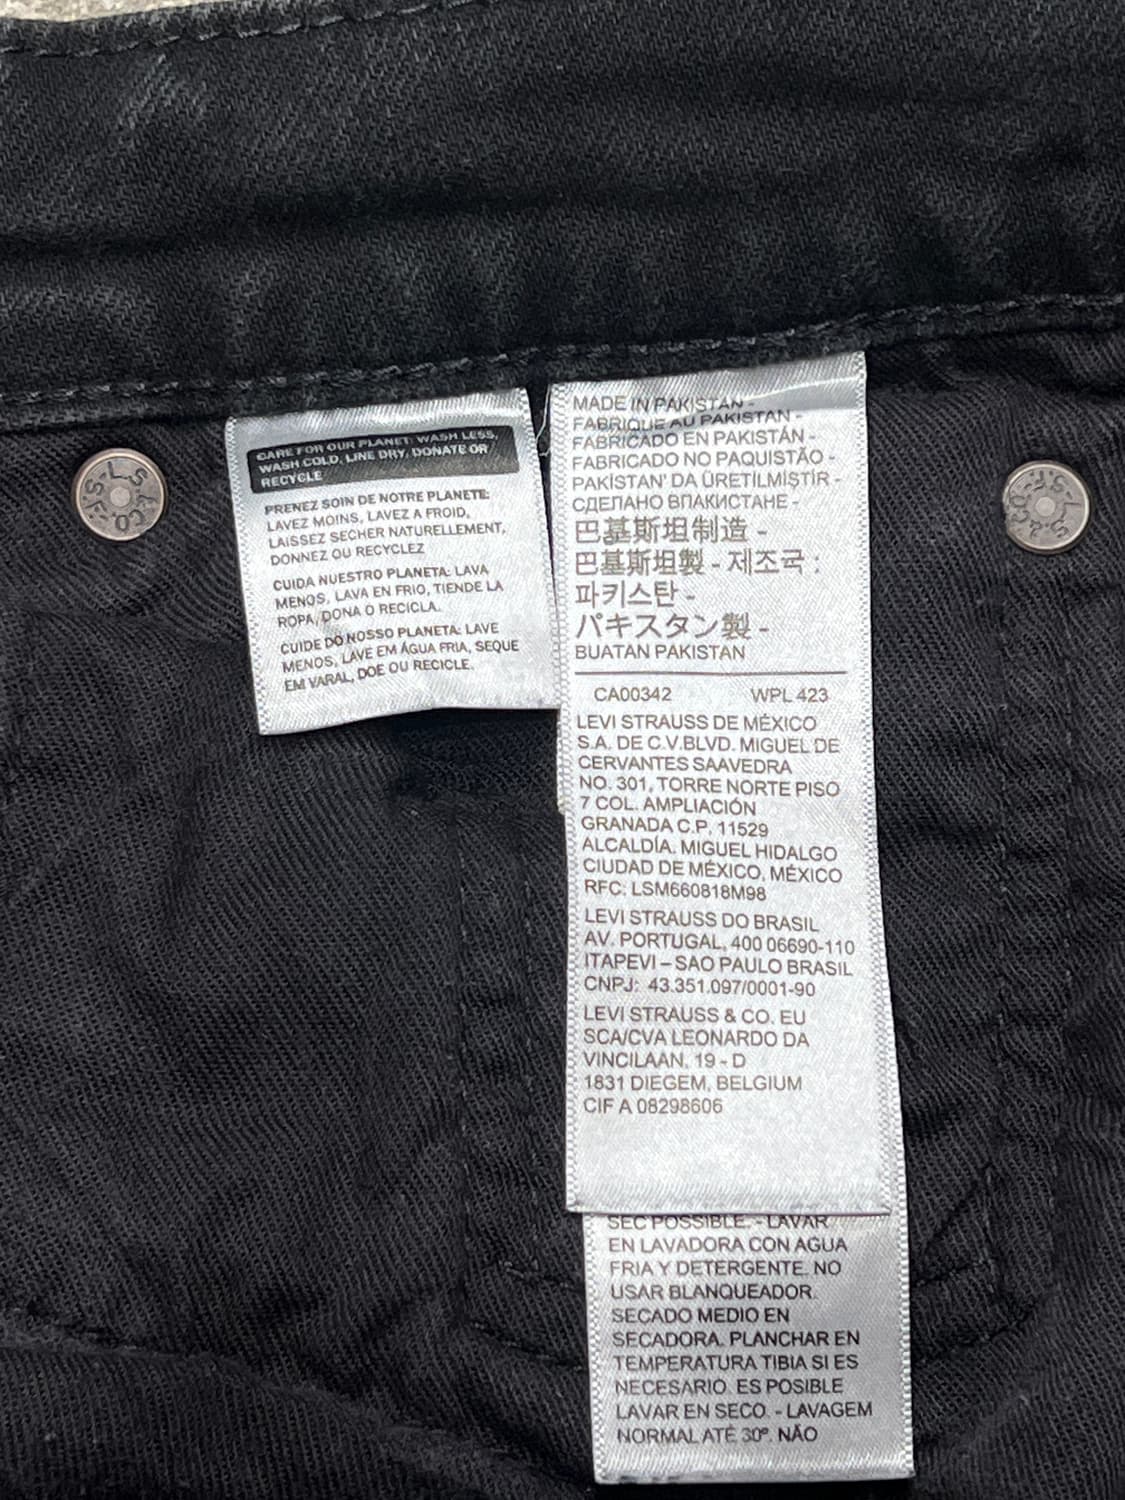 CARE FOR OUR PLANET: WASH LESS,
WASH COLD, LINE DRY, DONATE OR
RECYCLE
PRENEZ SOIN DE NOTRE PLANETE:
LAVEZ MOINS, LAVEZ A FROID,
LAISSEZ SECHER NATURELLEMENT,
DONNEZ OU RECYCLEZ
CUIDA NUESTRO PLANETA: LAVA
MENOS, LAVA EN FRIO, TIENDE LA
ROPA, DONA O RECICLA.
CUIDE DO NOSSO PLANETA: LAVE
MENOS, LAVE EM ÁGUA FRIA, SEQUE
EM VARAL, DOE OU RECICLE.
MADE IN PAKISTAN -
FABRIQUE AU PAKISTAN -
FABRICADO EN PAKISTÁN -
FABRICADO NO PAQUISTÃO -
PAKİSTAN' DA ÜRETILMIŞTIR -
СДЕЛАНО ВПАКИСТАНЕ -
巴基斯坦制造 -
巴基斯坦製 - 제조국 :
파키스탄 -
パキスタン製 -
BUATAN PAKISTAN
CA00342 WPL 423
LEVI STRAUSS DE MÉXICO
S.A. DE C.V.BLVD. MIGUEL DE
CERVANTES SAAVEDRA
NO. 301, TORRE NORTE PISO
7 COL. AMPLIACIÓN
GRANADA C.P. 11529
ALCALDÍA. MIGUEL HIDALGO
CIUDAD DE MÉXICO, MÉXICO
RFC: LSM660818M98
LEVI STRAUSS DO BRASIL
AV. PORTUGAL, 400 06690-110
ITAPEVI – SAO PAULO BRASIL
CNPJ: 43.351.097/0001-90
LEVI STRAUSS & CO. EU
SCA/CVA LEONARDO DA
VINCILAAN, 19 - D
1831 DIEGEM, BELGIUM
CIF A 08298606
SEC POSSIBLE. - LAVAR
EN LAVADORA CON AGUA
FRIA Y DETERGENTE. NO
USAR BLANQUEADOR.
SECADO MEDIO EN
SECADORA. PLANCHAR EN
TEMPERATURA TIBIA SI ES
NECESARIO. ES POSIBLE
LAVAR EN SECO. - LAVAGEM
NORMAL ATÉ 30º. NÃO